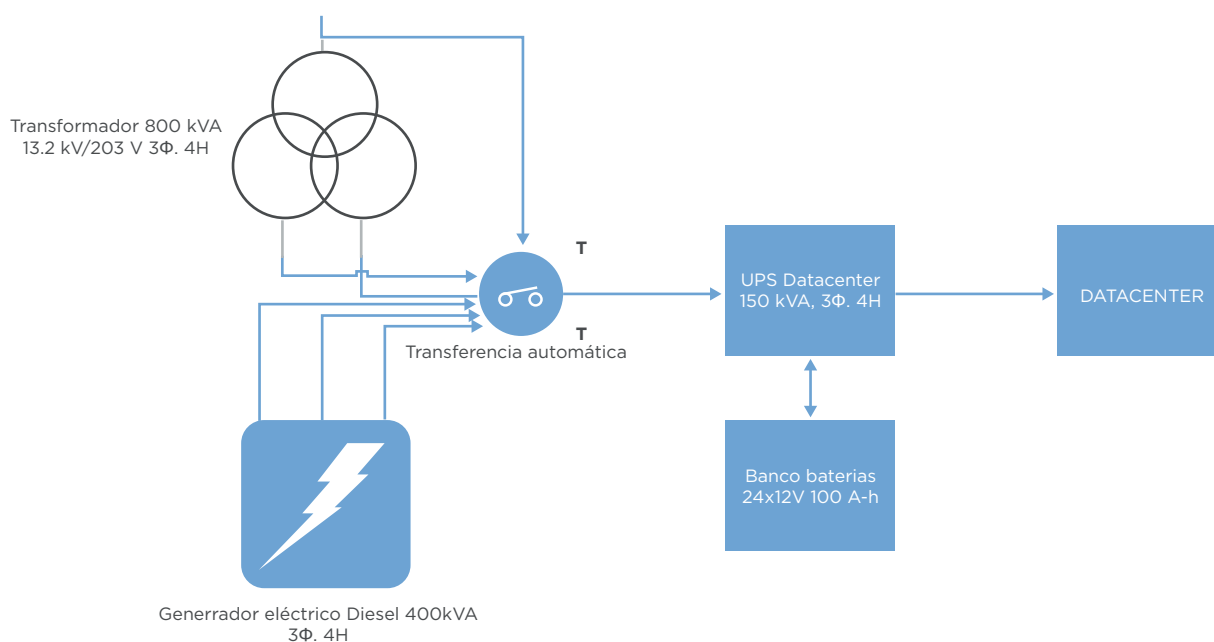 Transformador 800 kVA
13.2 kV/203 V 3Φ. 4H
T
T
Transferencia automática
UPS Datacenter
150 kVA, 3Φ. 4H
DATACENTER
Banco baterias
24x12V 100 A-h
Generrador eléctrico Diesel 400kVA
3Φ. 4H